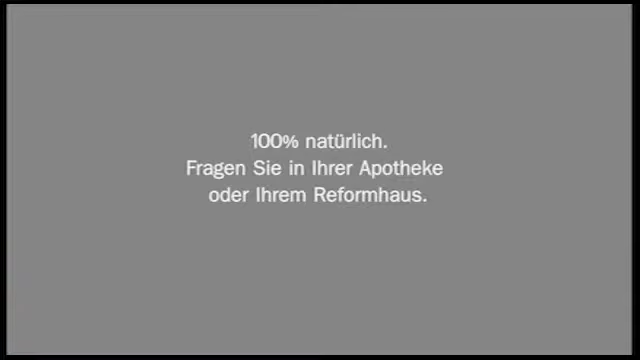 100% natürlich.
Fragen Sie in Ihrer Apotheke
oder Ihrem Reformhaus.